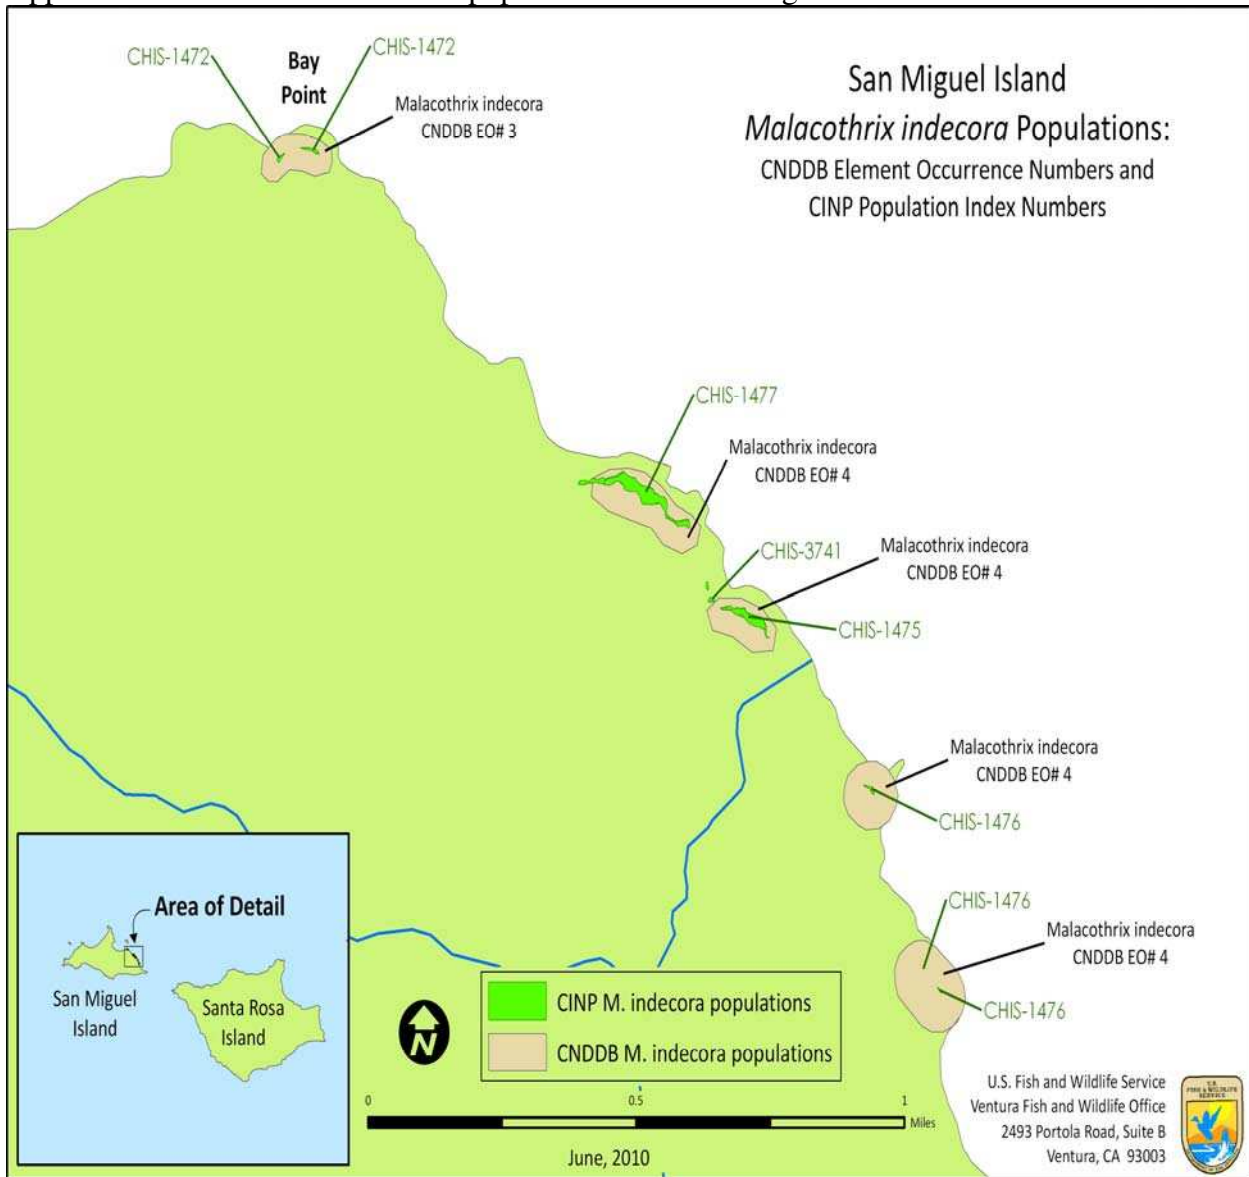 CHIS-1472
Bay
Point
CHIS-1472
Malacothrix indecora
CNDDB EO# 3
San Miguel Island
Malacothrix indecora Populations:
CNDDB Element Occurrence Numbers and
CINP Population Index Numbers
CHIS-1477
Malacothrix indecora
CNDDB EO# 4
CHIS-3741
Malacothrix indecora
CNDDB EO# 4
CHIS-1475
Malacothrix indecora
CNDDB EO# 4
CHIS-1476
CHIS-1476
Malacothrix indecora
CNDDB EO# 4
CHIS-1476
Area of Detail
San Miguel
Island
Santa Rosa
Island
N
CINP M. indecora populations
CNDDB M. indecora populations
0
0.5
1
Miles
June, 2010
U.S. Fish and Wildlife Service
Ventura Fish and Wildlife Office
2493 Portola Road, Suite B
Ventura, CA 93003
U.S.
FISH & WILDLIFE
SERVICE